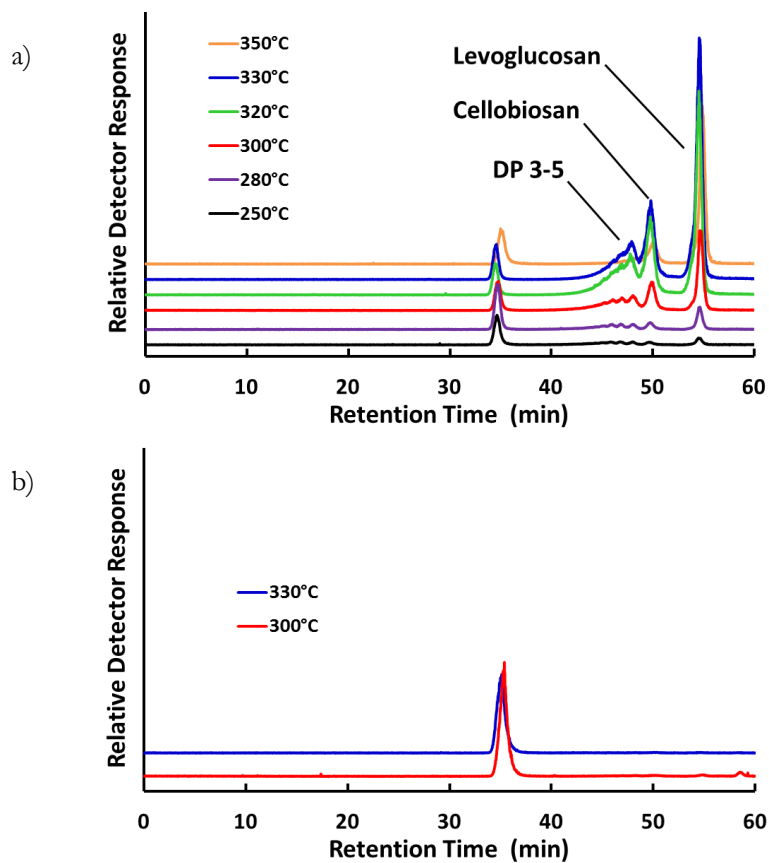 a)
Relative Detector Response
350°C
330°C
320°C
300°C
280°C
250°C
Levoglucosan
Cellobiosan
DP 3-5
0 10 20 30 40 50 60
Retention Time (min)
b)
Relative Detector Response
330°C
300°C
0 10 20 30 40 50 60
Retention Time (min)